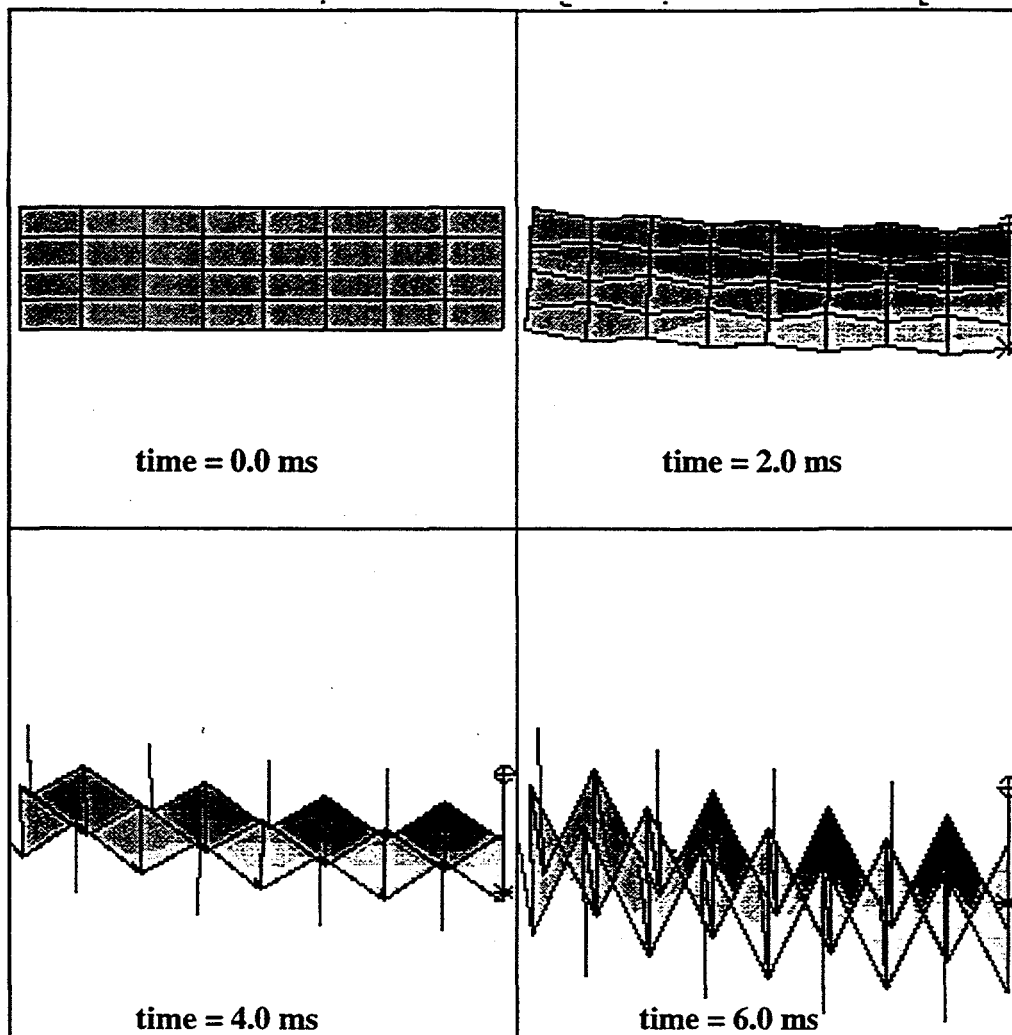 time = 0.0 ms
time = 2.0 ms
time = 4.0 ms
time = 6.0 ms